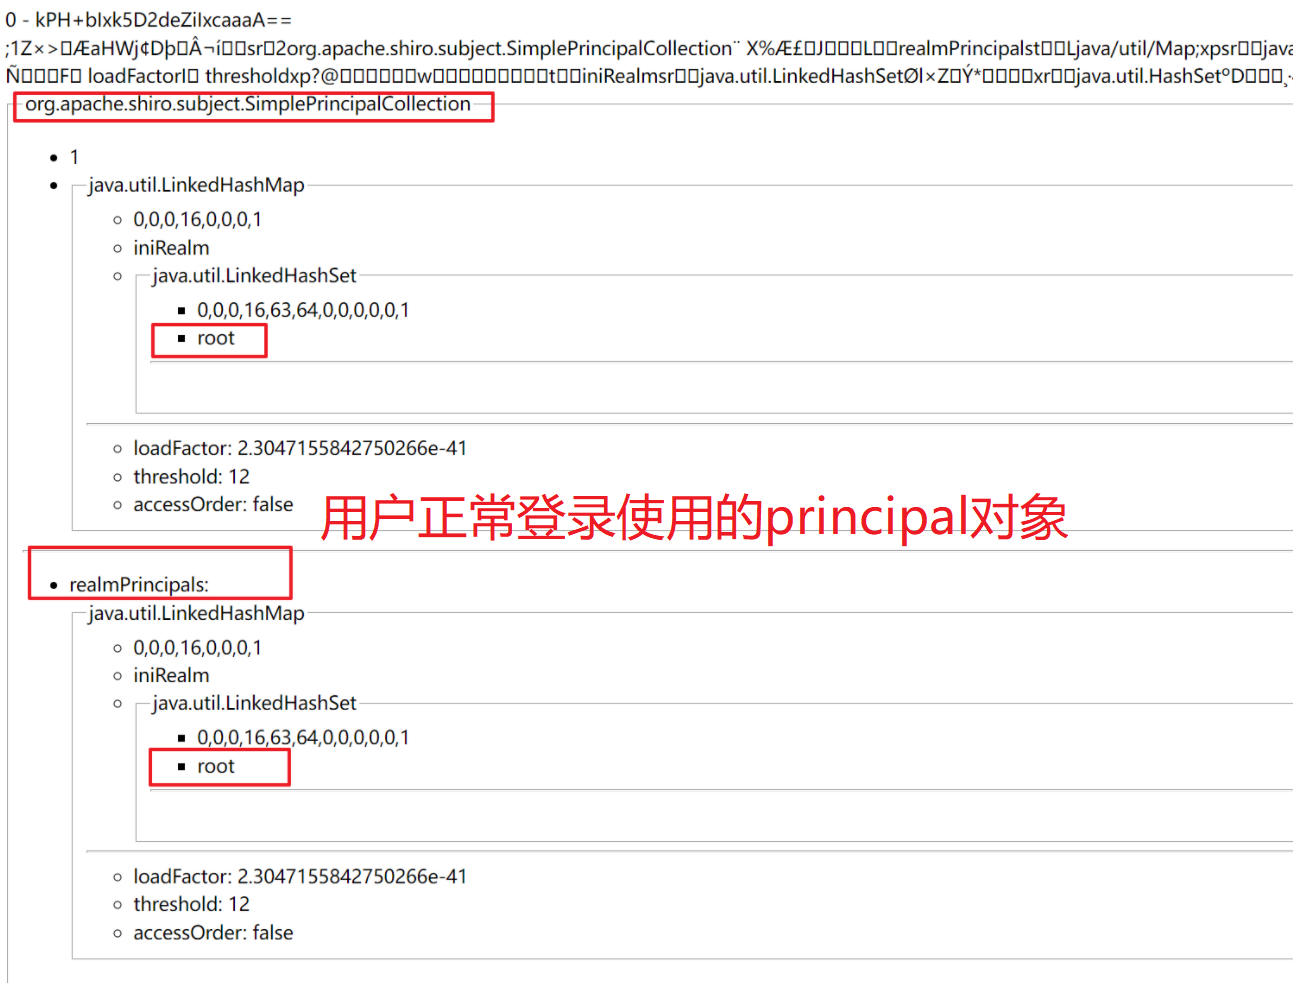 0 - kPH+bIxk5D2deZiIxcaaaA==
;1Z×>▯ÆaHWj¢Dþ▯Â¬í▯▯sr▯2org.apache.shiro.subject.SimplePrincipalCollection¨ X%Æ£▯J▯▯▯L▯▯realmPrincipalst▯▯Ljava/util/Map;xpsr▯▯java
Ñ▯▯▯F▯ loadFactorI▯ thresholdxp?@▯▯▯▯▯▯w▯▯▯▯▯▯▯▯▯t▯▯iniRealmsr▯▯java.util.LinkedHashSetØl×Z▯Ý*▯▯▯▯xr▯▯java.util.HashSetºD▯▯▯
org.apache.shiro.subject.SimplePrincipalCollection
1
java.util.LinkedHashMap
0,0,0,16,0,0,0,1
iniRealm
java.util.LinkedHashSet
0,0,0,16,63,64,0,0,0,0,0,1
root
loadFactor: 2.3047155842750266e-41
threshold: 12
accessOrder: false
用户正常登录使用的principal对象
realmPrincipals:
java.util.LinkedHashMap
0,0,0,16,0,0,0,1
iniRealm
java.util.LinkedHashSet
0,0,0,16,63,64,0,0,0,0,0,1
root
loadFactor: 2.3047155842750266e-41
threshold: 12
accessOrder: false